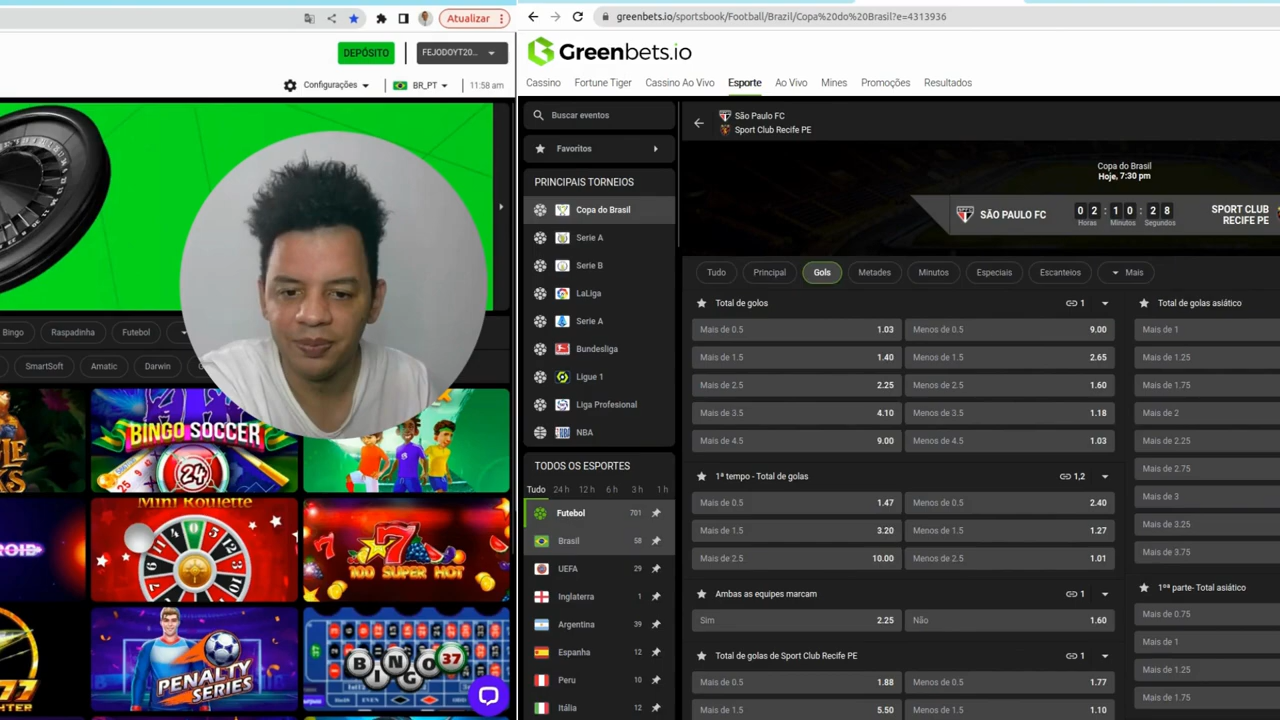 Atualizar
DEPÓSITO
FEJODOYT20...
Configurações
BR_PT
11:58 am
Bingo
Raspadinha
Futebol
SmartSoft
Amatic
Darwin
BINGO SOCCER
24
Mini Roulette
100 SUPER HOT
PENALTY
SERIES
BINGO
37
greenbets.io/sportsbook/Football/Brazil/Copa%20do%20Brasil?e=4313936
Greenbets.io
Cassino
Fortune Tiger
Cassino Ao Vivo
Esporte
Ao Vivo
Mines
Promoções
Resultados
Buscar eventos
Favoritos
PRINCIPAIS TORNEIOS
Copa do Brasil
Serie A
Serie B
LaLiga
Serie A
Bundesliga
Ligue 1
Liga Profesional
NBA
TODOS OS ESPORTES
Tudo 24 h 12 h 6 h 3 h 1 h
Futebol 701
Brasil 58
UEFA 29
Inglaterra 1
Argentina 39
Espanha 12
Peru 10
Itália 12
São Paulo FC
Sport Club Recife PE
Copa do Brasil
Hoje, 7:30 pm
SÃO PAULO FC
02:10:28
Horas Minutos Segundos
SPORT CLUB
RECIFE PE
Tudo
Principal
Gols
Metades
Minutos
Especiais
Escanteios
Mais
Total de golos 1
Mais de 0.5 1.03 Menos de 0.5 9.00
Mais de 1.5 1.40 Menos de 1.5 2.65
Mais de 2.5 2.25 Menos de 2.5 1.60
Mais de 3.5 4.10 Menos de 3.5 1.18
Mais de 4.5 9.00 Menos de 4.5 1.03
1ª tempo - Total de golas 1,2
Mais de 0.5 1.47 Menos de 0.5 2.40
Mais de 1.5 3.20 Menos de 1.5 1.27
Mais de 2.5 10.00 Menos de 2.5 1.01
Ambas as equipes marcam 1
Sim 2.25 Não 1.60
Total de golas de Sport Club Recife PE 1
Mais de 0.5 1.88 Menos de 0.5 1.77
Mais de 1.5 5.50 Menos de 1.5 1.10
Total de golas asiático
Mais de 1
Mais de 1.25
Mais de 1.75
Mais de 2
Mais de 2.25
Mais de 2.75
Mais de 3
Mais de 3.25
Mais de 3.75
1ºª parte- Total asiático
Mais de 0.75
Mais de 1
Mais de 1.25
Mais de 1.75